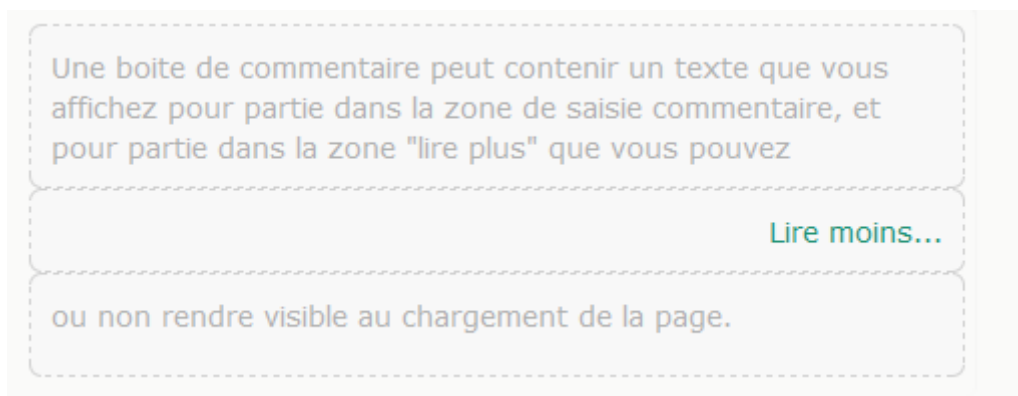 Une boite de commentaire peut contenir un texte que vous
affichez pour partie dans la zone de saisie commentaire, et
pour partie dans la zone "lire plus" que vous pouvez
Lire moins...
ou non rendre visible au chargement de la page.